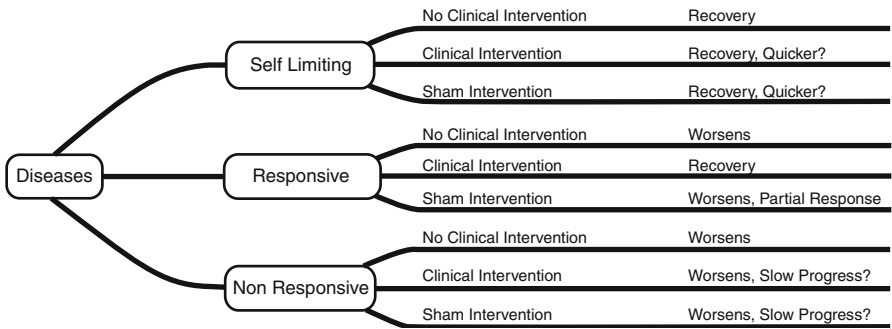 No Clinical Intervention Recovery
Self Limiting
Clinical Intervention Recovery, Quicker?
Sham Intervention Recovery, Quicker?
No Clinical Intervention Worsens
Diseases
Responsive
Clinical Intervention Recovery
Sham Intervention Worsens, Partial Response
No Clinical Intervention Worsens
Non Responsive
Clinical Intervention Worsens, Slow Progress?
Sham Intervention Worsens, Slow Progress?